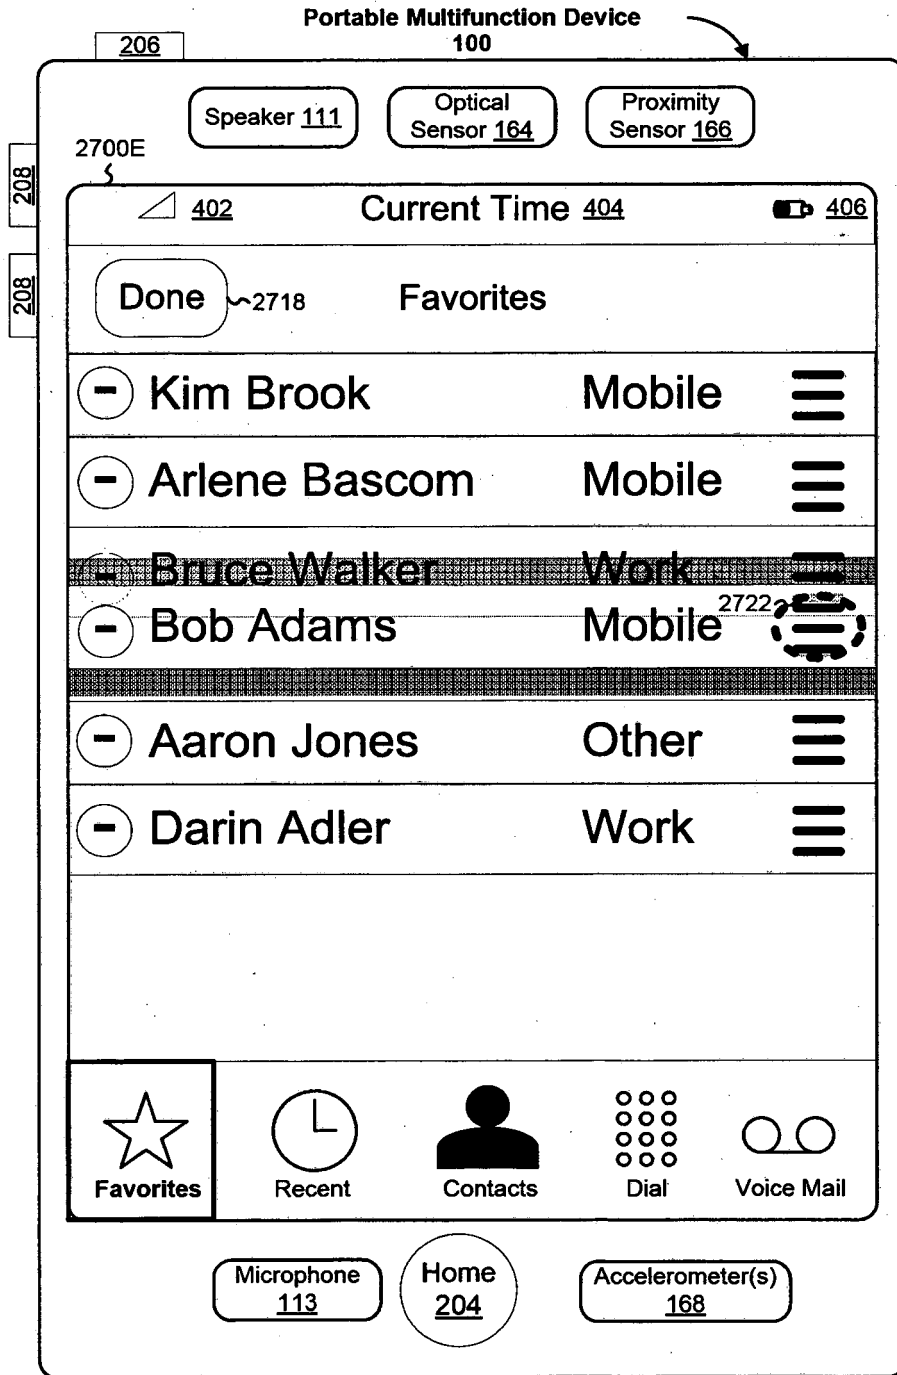 Portable Multifunction Device
100
206
Speaker 111
Optical
Sensor 164
Proximity
Sensor 166
2700E
208
208
402
Current Time 404
406
Done
2718
Favorites
Kim Brook Mobile
Arlene Bascom Mobile
Bruce Walker Work
2722
Bob Adams Mobile
Aaron Jones Other
Darin Adler Work
Favorites
Recent
Contacts
Dial
Voice Mail
Microphone
113
Home
204
Accelerometer(s)
168